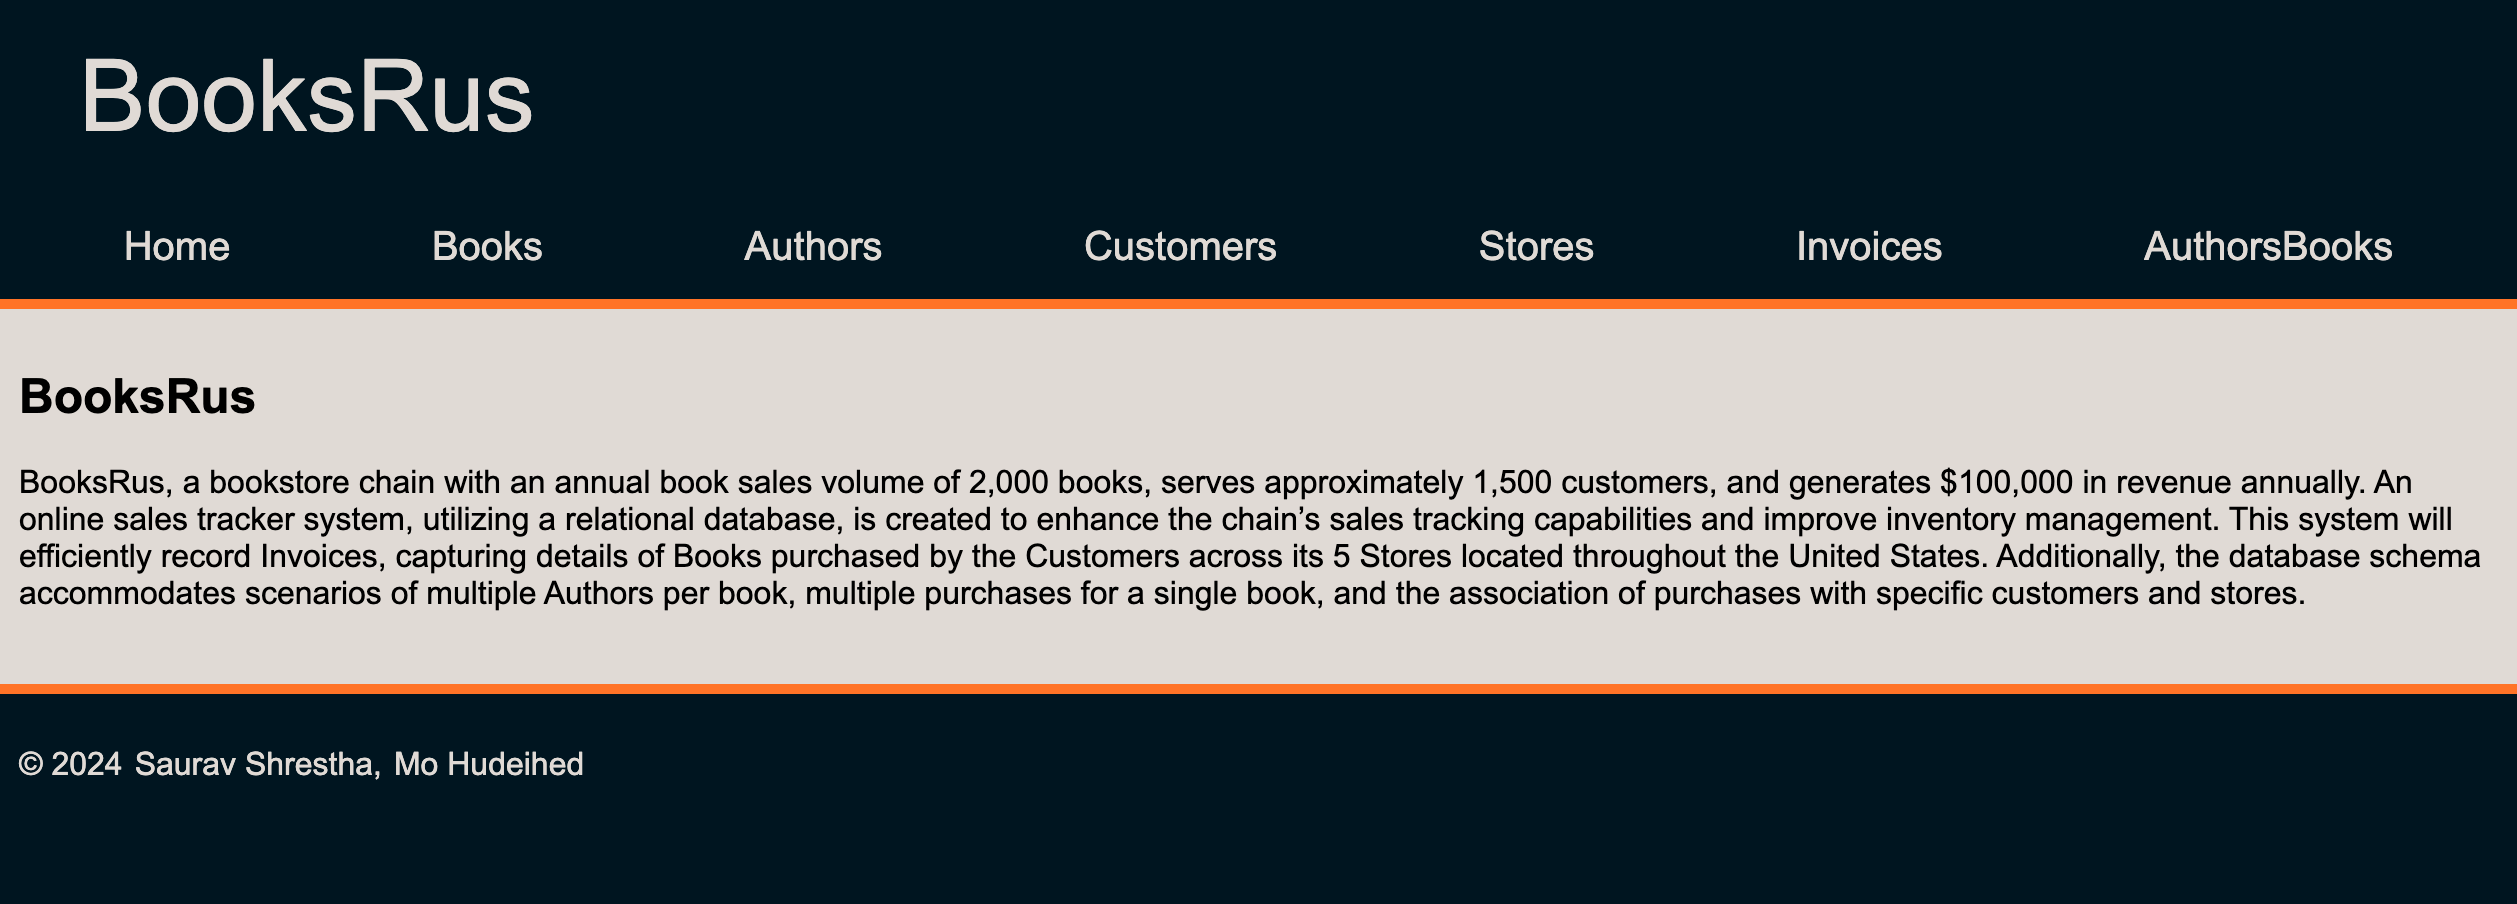 BooksRus
Home Books Authors Customers Stores Invoices AuthorsBooks
BooksRus
BooksRus, a bookstore chain with an annual book sales volume of 2,000 books, serves approximately 1,500 customers, and generates $100,000 in revenue annually. An
online sales tracker system, utilizing a relational database, is created to enhance the chain’s sales tracking capabilities and improve inventory management. This system will
efficiently record Invoices, capturing details of Books purchased by the Customers across its 5 Stores located throughout the United States. Additionally, the database schema
accommodates scenarios of multiple Authors per book, multiple purchases for a single book, and the association of purchases with specific customers and stores.
© 2024 Saurav Shrestha, Mo Hudeihed